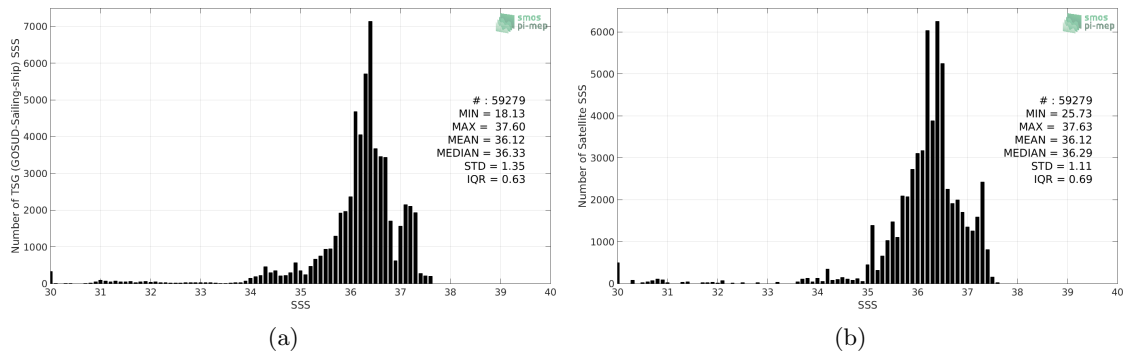 7000
6000
5000
4000
3000
2000
1000
0
Number of TSG (GOSUD-Sailing-ship) SSS
smos
pi-mep
# : 59279
MIN = 18.13
MAX = 37.60
MEAN = 36.12
MEDIAN = 36.33
STD = 1.35
IQR = 0.63
30 31 32 33 34 35 36 37 38 39 40
SSS
(a)
6000
5000
4000
3000
2000
1000
0
Number of Satellite SSS
smos
pi-mep
# : 59279
MIN = 25.73
MAX = 37.63
MEAN = 36.12
MEDIAN = 36.29
STD = 1.11
IQR = 0.69
30 31 32 33 34 35 36 37 38 39 40
SSS
(b)